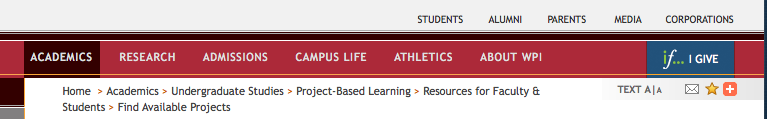 STUDENTS ALUMNI PARENTS MEDIA CORPORATIONS
ACADEMICS RESEARCH ADMISSIONS CAMPUS LIFE ATHLETICS ABOUT WPI if... I GIVE
Home > Academics > Undergraduate Studies > Project-Based Learning > Resources for Faculty & TEXT A|A
Students > Find Available Projects